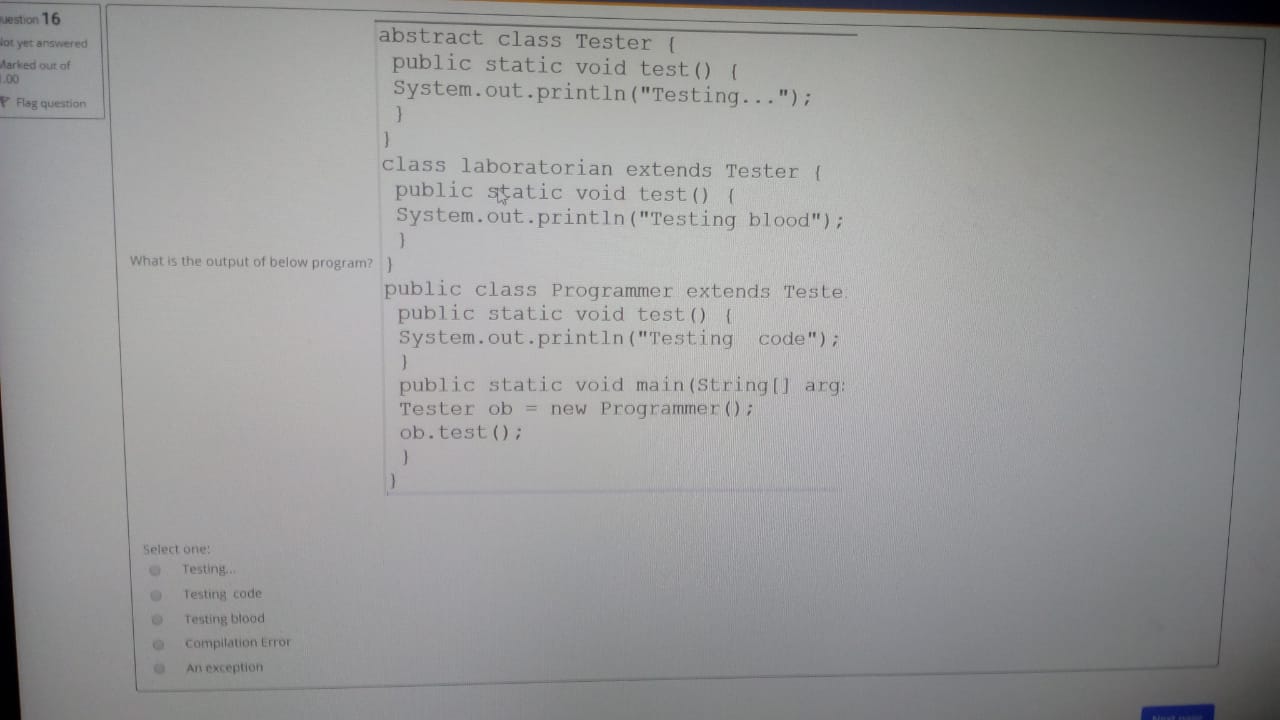 uestion 16
Not yet answered
Marked out of
1.00
Flag question
What is the output of below program?
abstract class Tester {
public static void test() {
System.out.println("Testing...");
}
}
class laboratorian extends Tester {
public static void test() {
System.out.println("Testing blood");
}
}
public class Programmer extends Teste
public static void test() {
System.out.println("Testing  code");
}
public static void main(String[] arg
Tester ob = new Programmer();
ob.test();
}
}
Select one:
Testing...
Testing code
Testing blood
Compilation Error
An exception